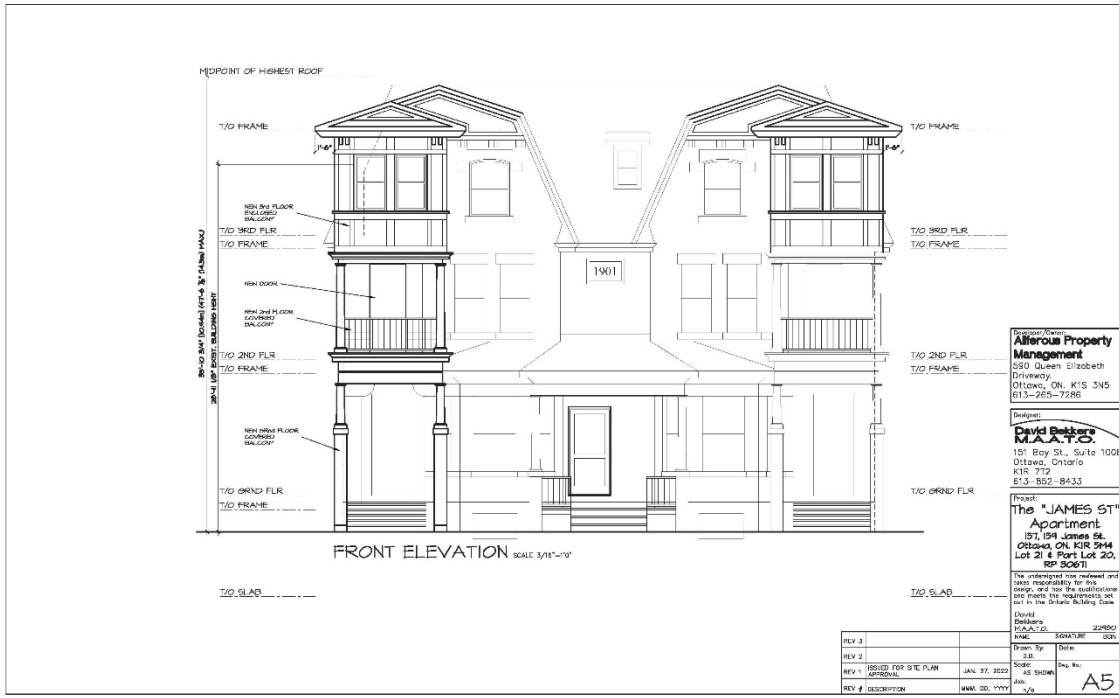 MIDPOINT OF HIGHEST ROOF
T/O FRAME
T/O FRAME
1'-6"
1'-6"
NEW 3rd FLOOR
ENCLOSED
BALCONY
T/O 3RD FLR
T/O FRAME
T/O 3RD FLR
T/O FRAME
1901
NEW DOOR
NEW 2nd FLOOR
COVERED
BALCONY
EXIST. BUILDING HGHT
T/O 2ND FLR
T/O FRAME
T/O 2ND FLR
T/O FRAME
NEW GRND FLOOR
COVERED
BALCONY
T/O GRND FLR
T/O FRAME
T/O GRND FLR
FRONT ELEVATION SCALE 3/16"=1'0"
T/O SLAB
T/O SLAB
Developer/Owner:
Aliferous Property
Management
590 Queen Elizabeth
Driveway.
Ottawa, ON. K1S 3N5
613-265-7286
Designer:
David Bekkers
M.A.A.T.O.
151 Bay St., Suite 1008
Ottawa, Ontario
K1R 7T2
613-852-8433
Project:
The "JAMES ST"
Apartment
157, 159 James St.
Ottawa, ON. K1R 5M4
Lot 21 & Part Lot 20,
RP 30671
The undersigned has reviewed and
takes responsibility for this
design, and has the qualifications
and meets the requirements set
out in the Ontario Building Code
David
Bekkers
M.A.A.T.O.
NAME SIGNATURE BCIN
Drawn By: Date:
Scale: Dwg. No.:
AS SHOWN
Job:
n/a
A5
REV 3
REV 2
REV 1 ISSUED FOR SITE PLAN
APPROVAL JAN. 27, 2022
REV # DESCRIPTION MMM. DD, YYYY